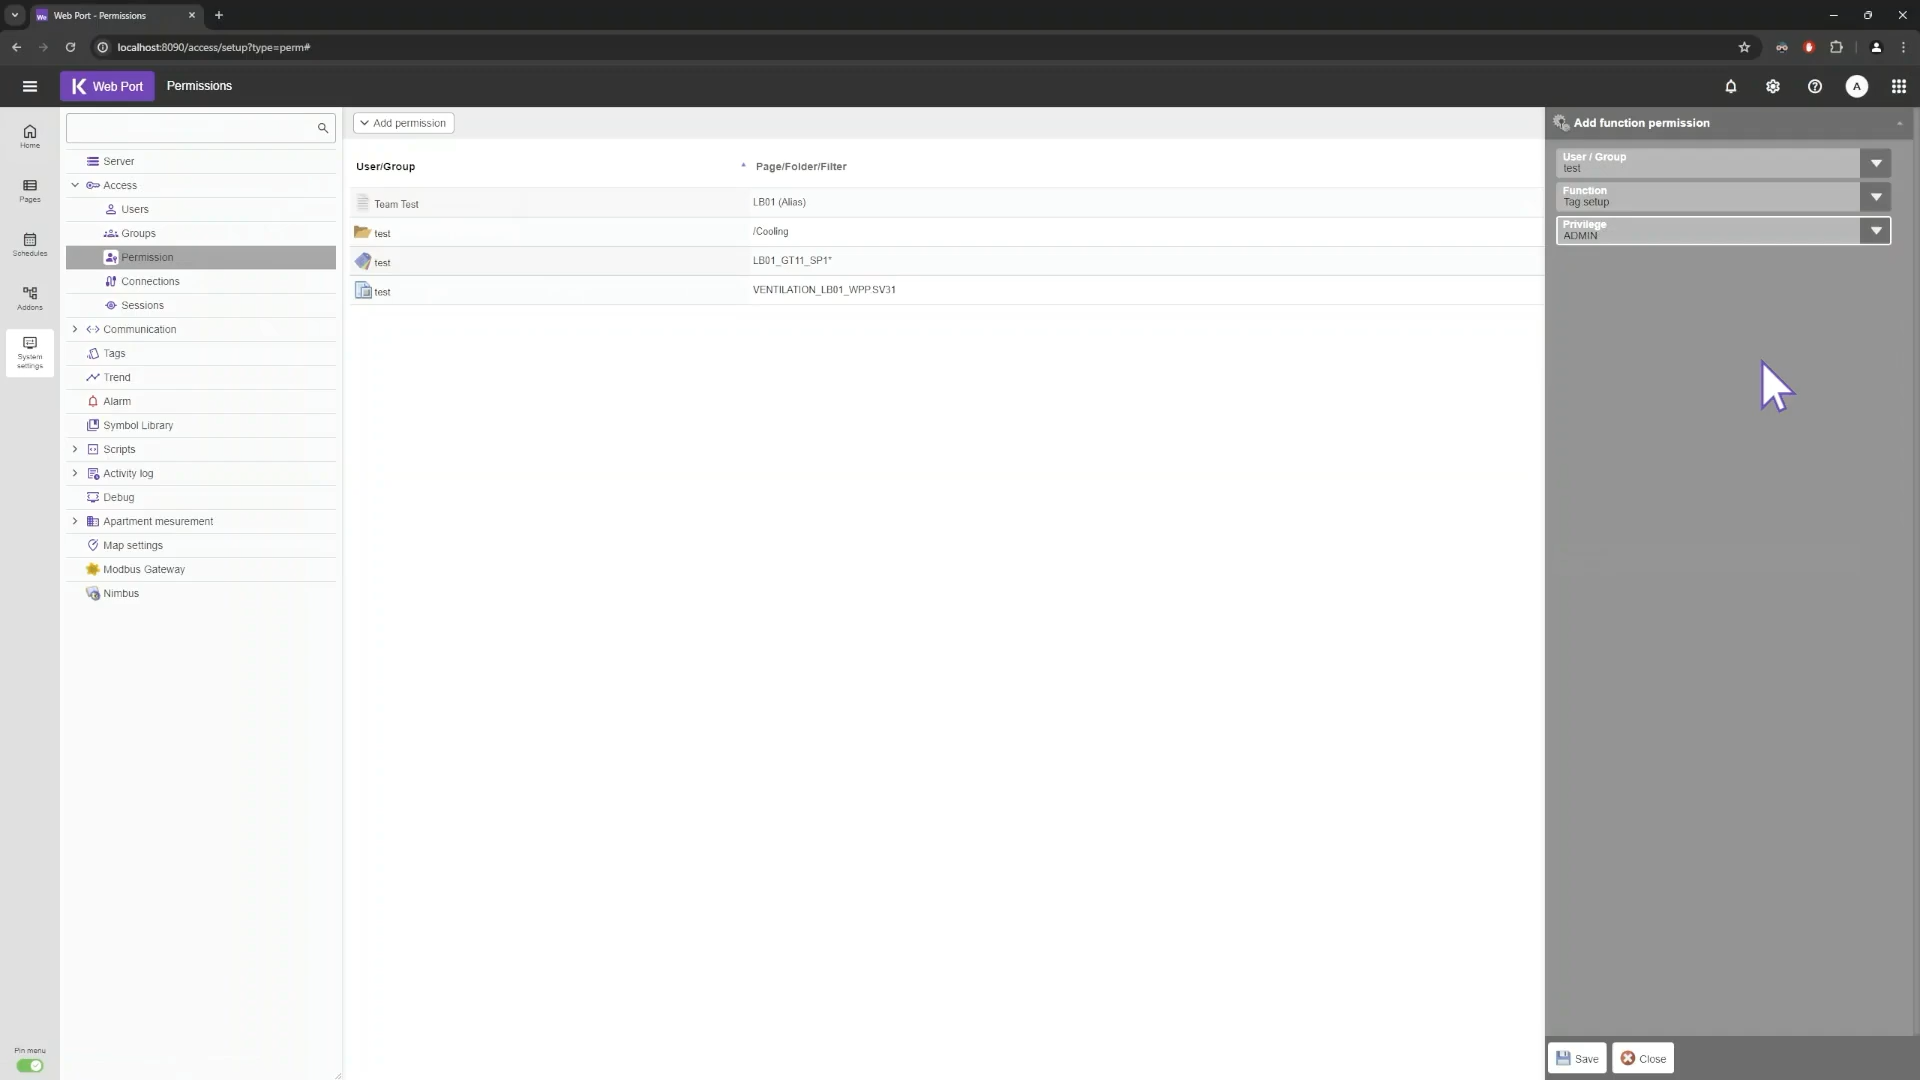 Web Port - Permissions
localhost:8090/access/setup?type=perm#
Web Port
Permissions
A
Home
Pages
Schedules
Addons
System settings
Pin menu
Server
Access
Users
Groups
Permission
Connections
Sessions
Communication
Tags
Trend
Alarm
Symbol Library
Scripts
Activity log
Debug
Apartment mesurement
Map settings
Modbus Gateway
Nimbus
Add permission
User/Group Page/Folder/Filter
Team Test LB01 (Alias)
test /Cooling
test LB01_GT11_SP1*
test VENTILATION_LB01_WPP SV31
Add function permission
User / Group
test
Function
Tag setup
Privilege
ADMIN
Save Close